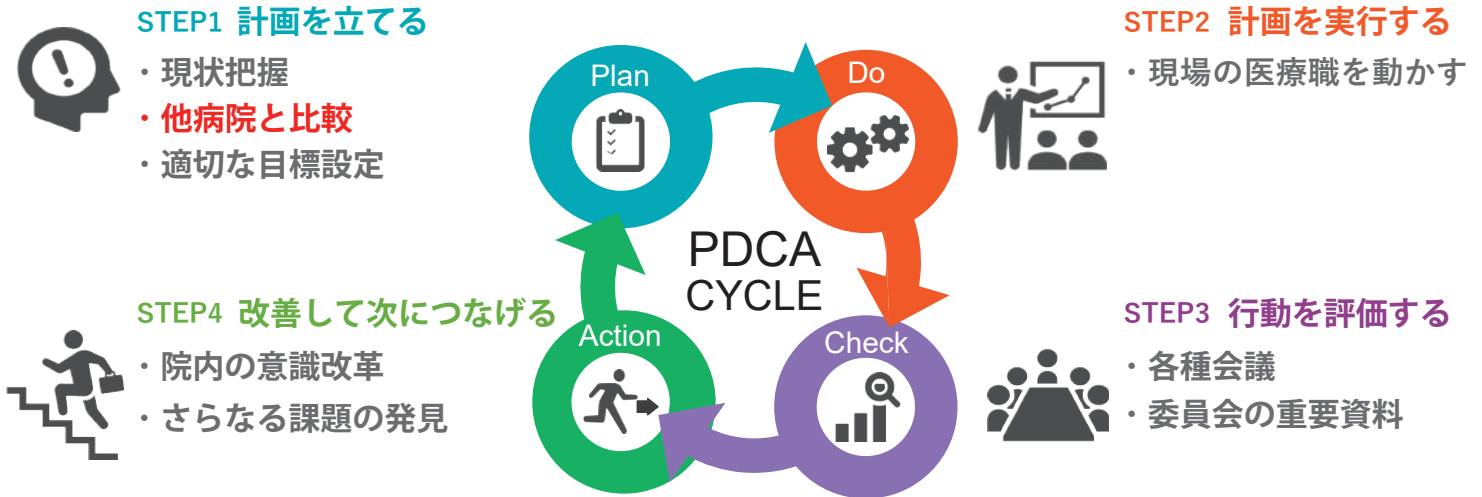 STEP1 計画を立てる
・現状把握
・他病院と比較
・適切な目標設定
Plan
Do
STEP2 計画を実行する
・現場の医療職を動かす
PDCA
CYCLE
STEP4 改善して次につなげる
・院内の意識改革
・さらなる課題の発見
Action
Check
STEP3 行動を評価する
・各種会議
・委員会の重要資料